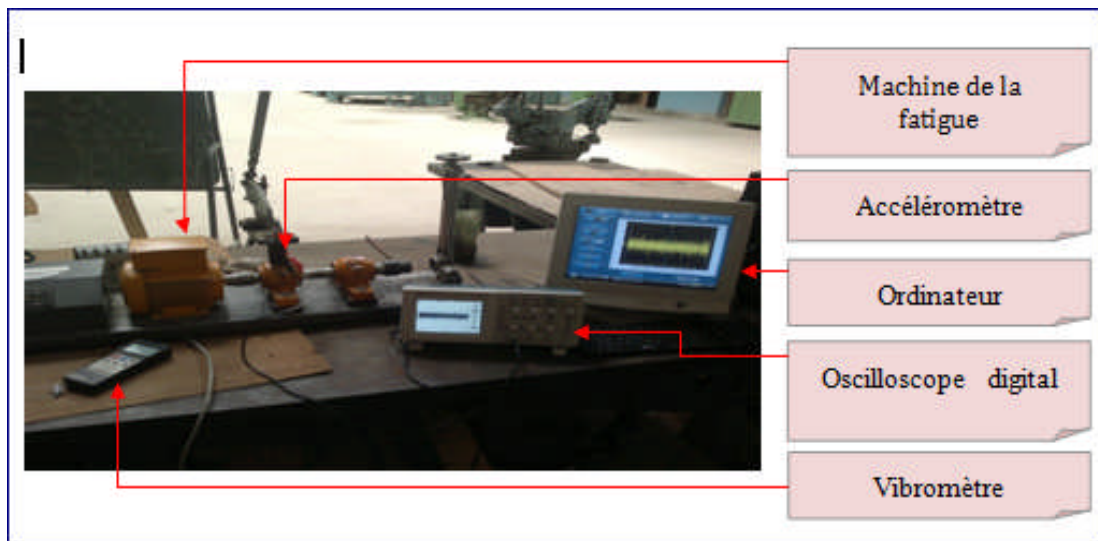 Machine de la
fatigue
Accéléromètre
Ordinateur
Oscilloscope digital
Vibromètre